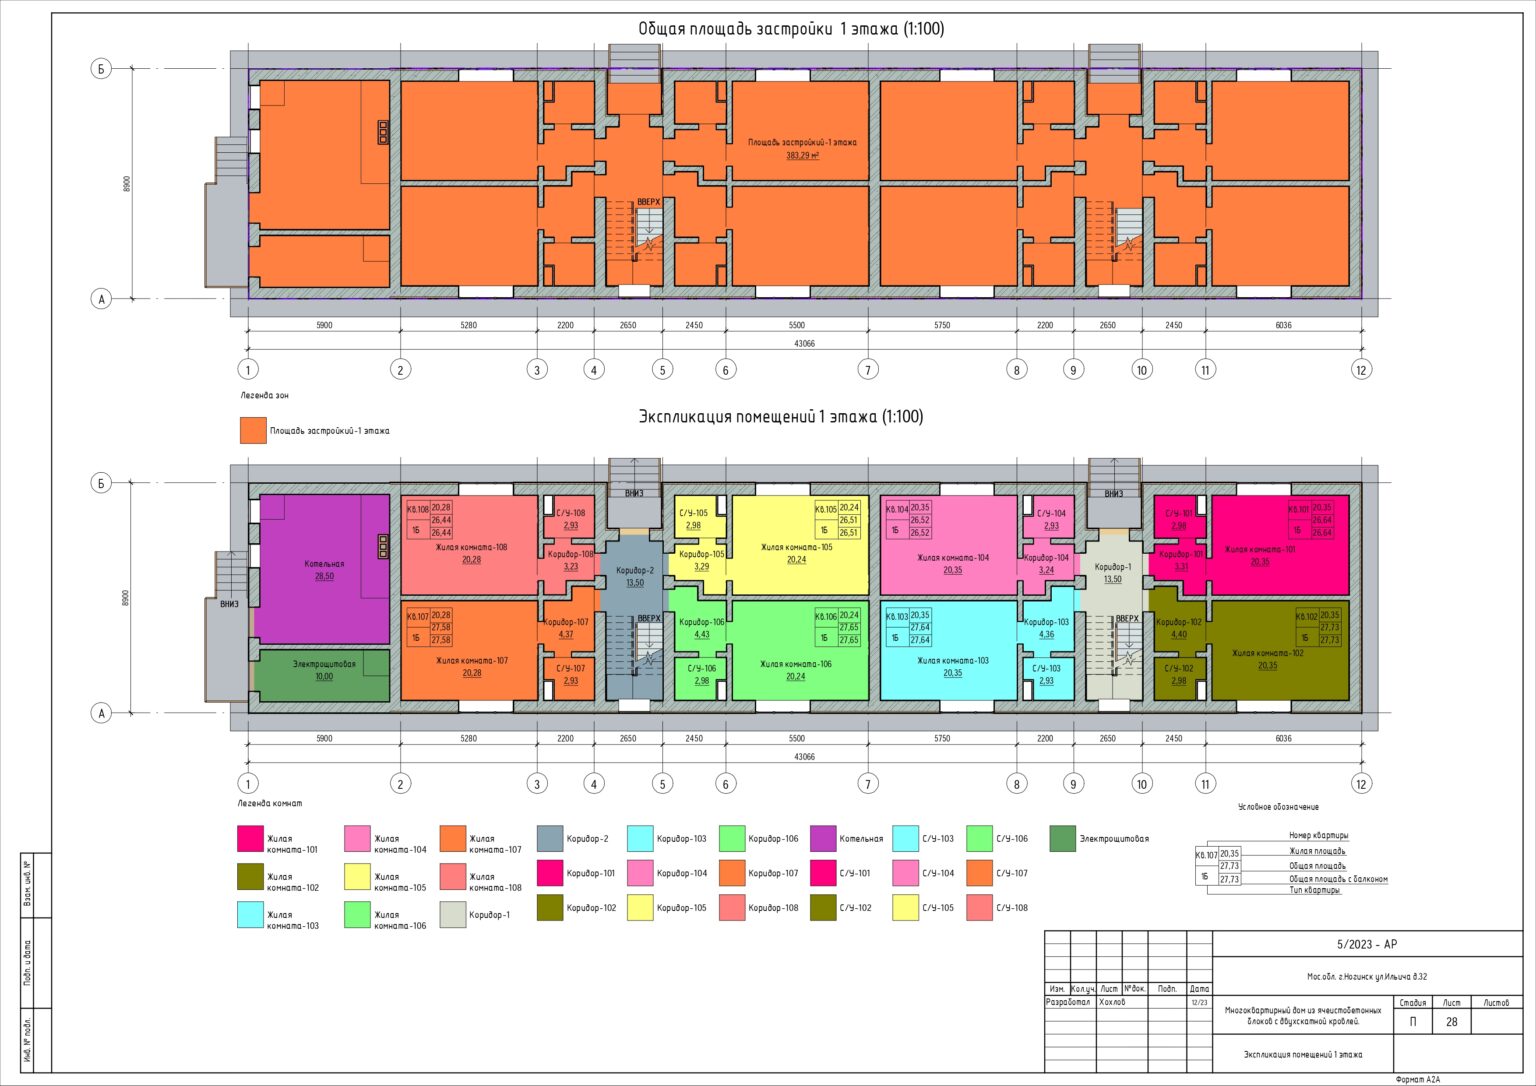 Общая площадь застройки 1 этажа (1:100)
Б
А
8900
Площадь застройкий-1 этажа
383,29 м²
ВВЕРХ
5900 5280 2200 2650 2450 5500 5750 2200 2650 2450 6036
43066
1 2 3 4 5 6 7 8 9 10 11 12
Легенда зон
Площадь застройкий-1 этажа
Экспликация помещений 1 этажа (1:100)
Б
А
8900
ВНИЗ
ВНИЗ
ВНИЗ
Котельная
28,50
Электрощитовая
10,00
Кв.108 20,28
26,44
1Б 26,44
Жилая комната-108
20,28
С/У-108
2,93
Коридор-108
3,23
Кв.107 20,28
27,58
1Б 27,58
Жилая комната-107
20,28
Коридор-107
4,37
С/У-107
2,93
Коридор-2
13,50
ВВЕРХ
С/У-105
2,98
Коридор-105
3,29
Кв.105 20,24
26,51
1Б 26,51
Жилая комната-105
20,24
Коридор-106
4,43
С/У-106
2,98
Кв.106 20,24
27,65
1Б 27,65
Жилая комната-106
20,24
Кв.104 20,35
26,52
1Б 26,52
Жилая комната-104
20,35
С/У-104
2,93
Коридор-104
3,24
Кв.103 20,35
27,64
1Б 27,64
Жилая комната-103
20,35
Коридор-103
4,36
С/У-103
2,93
Коридор-1
13,50
ВВЕРХ
С/У-101
2,98
Коридор-101
3,31
Кв.101 20,35
26,64
1Б 26,64
Жилая комната-101
20,35
Коридор-102
4,40
С/У-102
2,98
Кв.102 20,35
27,73
1Б 27,73
Жилая комната-102
20,35
5900 5280 2200 2650 2450 5500 5750 2200 2650 2450 6036
43066
1 2 3 4 5 6 7 8 9 10 11 12
Легенда комнат
Жилая
комната-101
Жилая
комната-102
Жилая
комната-103
Жилая
комната-104
Жилая
комната-105
Жилая
комната-106
Жилая
комната-107
Жилая
комната-108
Коридор-1
Коридор-2
Коридор-101
Коридор-102
Коридор-103
Коридор-104
Коридор-105
Коридор-106
Коридор-107
Коридор-108
Котельная
С/У-101
С/У-102
С/У-103
С/У-104
С/У-105
С/У-106
С/У-107
С/У-108
Электрощитовая
Условное обозначение
Кв.107 20,35
27,73
1Б 27,73
Номер квартиры
Жилая площадь
Общая площадь
Общая площадь с балконом
Тип квартиры
Взам. инв. №
Подп. и дата
Инв. № подл.
5/2023 - АР
Мос.обл. г.Ногинск ул.Ильича д.32
Изм. Кол.уч. Лист №док. Подп. Дата
Разработал Хохлов 12/23
Многоквартирный дом из ячеистобетонных
блоков с двухскатной кровлей.
Стадия Лист Листов
П 28
Экспликация помещений 1 этажа
Формат А2А